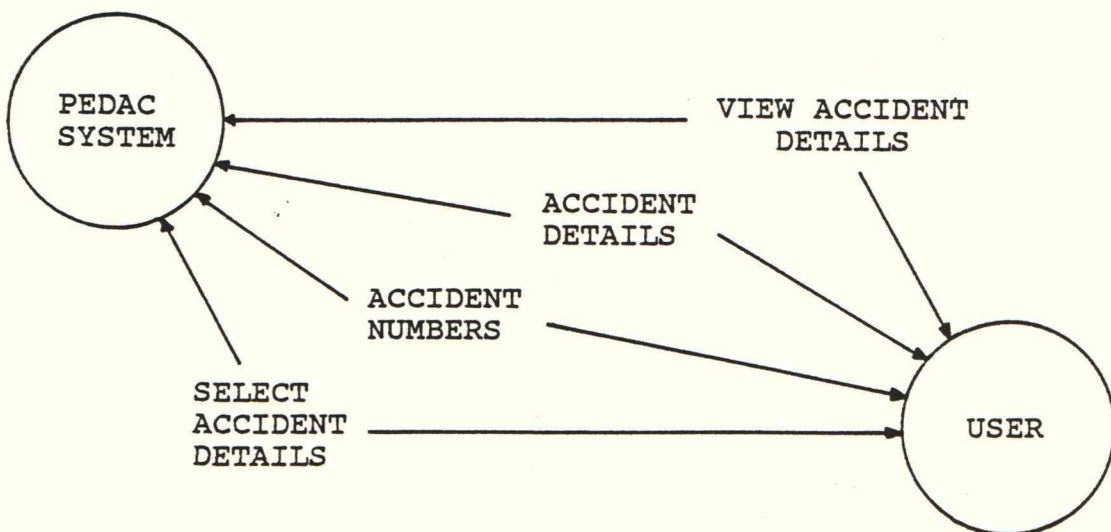 PEDAC
SYSTEM
VIEW ACCIDENT
DETAILS
ACCIDENT
DETAILS
ACCIDENT
NUMBERS
SELECT
ACCIDENT
DETAILS
USER